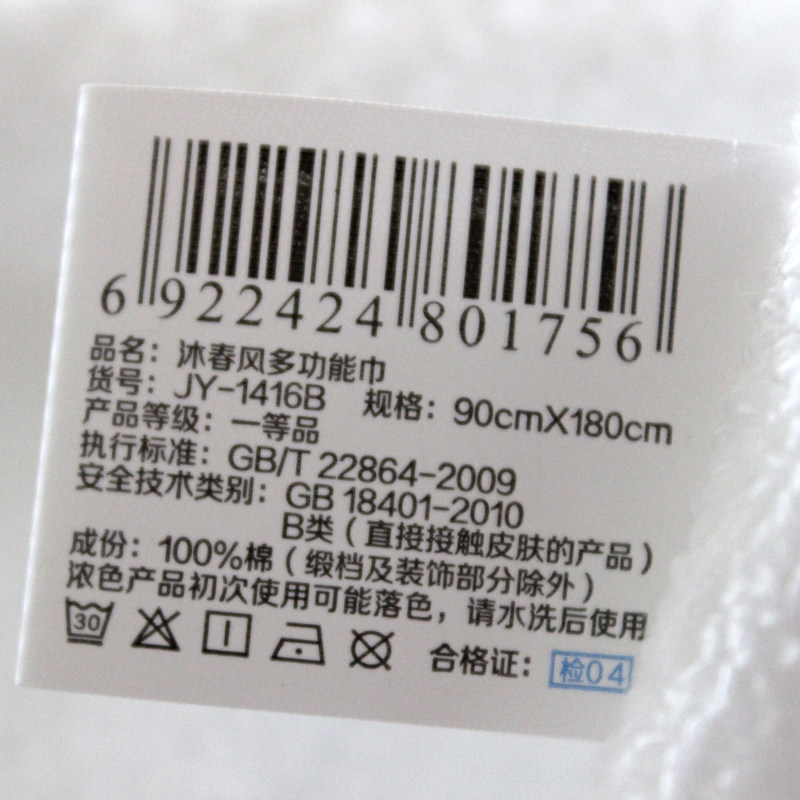 6 922424 801756
品名：沐春风多功能巾
货号：JY-1416B 规格：90cmX180cm
产品等级：一等品
执行标准：GB/T 22864-2009
安全技术类别：GB 18401-2010
B类（直接接触皮肤的产品）
成份：100%棉（缎档及装饰部分除外）
浓色产品初次使用可能落色，请水洗后使用
30 合格证：检04